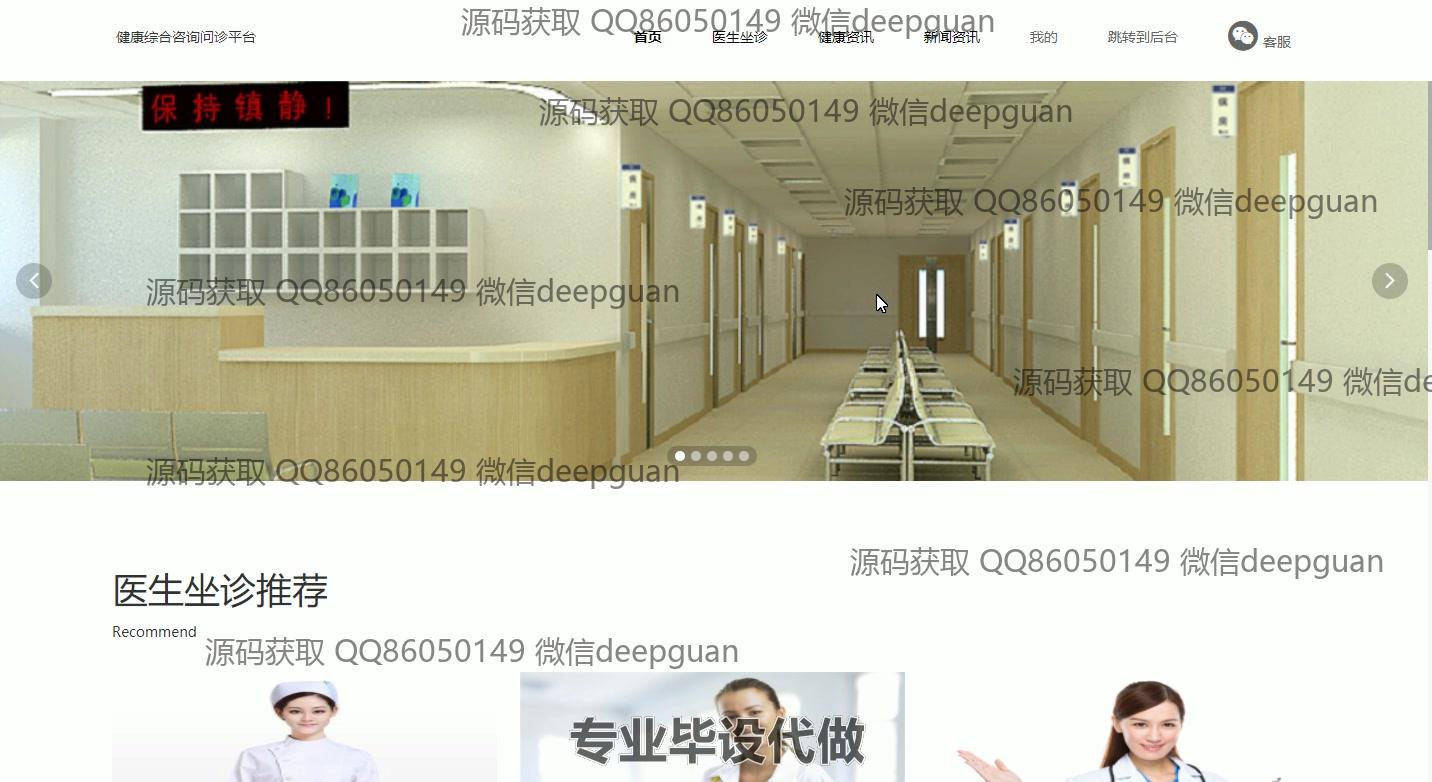 源码获取 QQ86050149 微信deepguan
健康综合咨询问诊平台
首页
医生坐诊
健康资讯
新闻资讯
我的
跳转到后台
客服
保持镇静!
源码获取 QQ86050149 微信deepguan
源码获取 QQ86050149 微信deepguan
源码获取 QQ86050149 微信deepguan
源码获取 QQ86050149 微信de
源码获取 QQ86050149 微信deepguan
源码获取 QQ86050149 微信deepguan
医生坐诊推荐
Recommend
源码获取 QQ86050149 微信deepguan
专业毕设代做